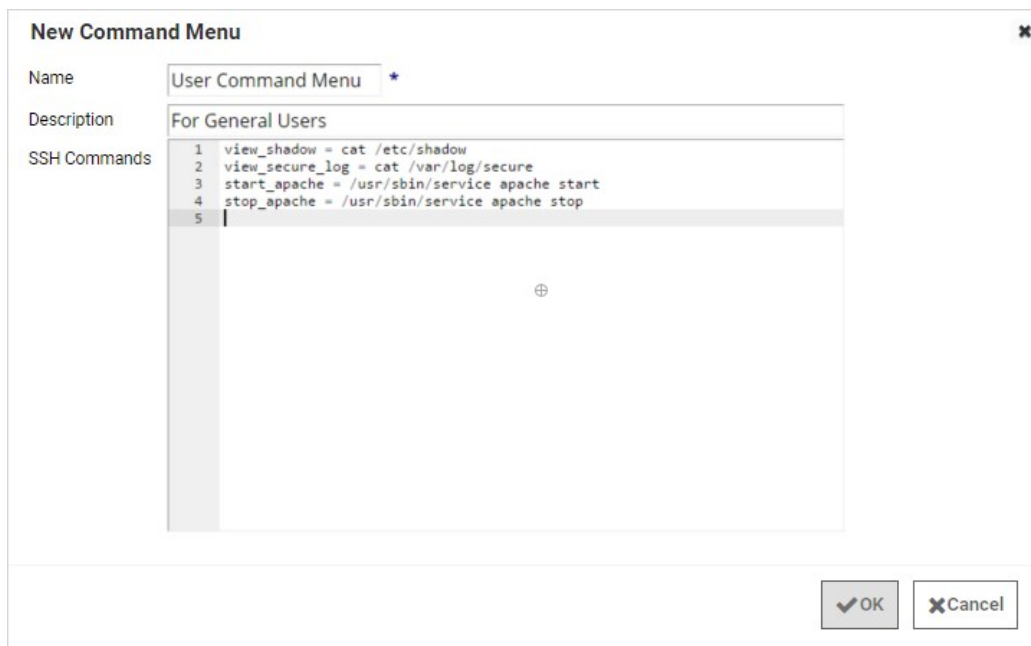 New Command Menu
Name
User Command Menu *
Description
For General Users
SSH Commands
1 view_shadow = cat /etc/shadow
2 view_secure_log = cat /var/log/secure
3 start_apache = /usr/sbin/service apache start
4 stop_apache = /usr/sbin/service apache stop
5
OK
Cancel